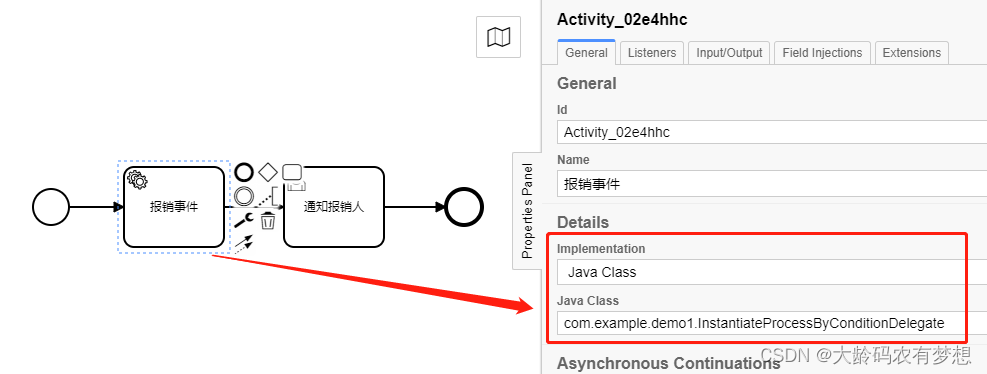 报销事件
通知报销人
Properties Panel
Activity_02e4hhc
General
Listeners
Input/Output
Field Injections
Extensions
General
Id
Activity_02e4hhc
Name
报销事件
Details
Implementation
Java Class
Java Class
com.example.demo1.InstantiateProcessByConditionDelegate
Asynchronous Continuations
CSDN @大龄码农有梦想